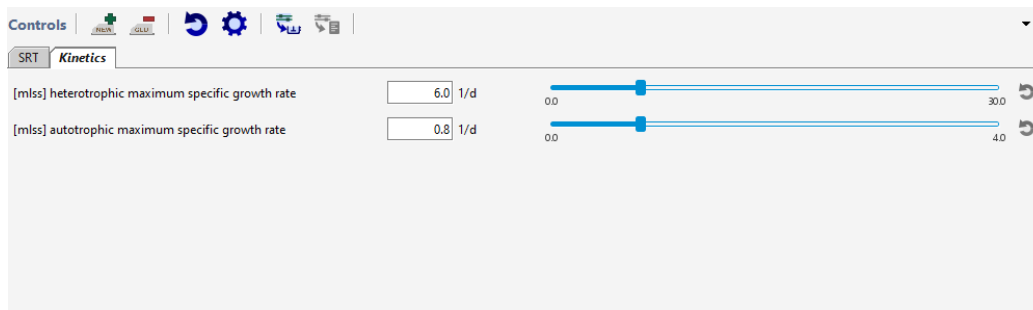 Controls NEW
SRT Kinetics
[mlss] heterotrophic maximum specific growth rate 6.0 1/d 0.0 30.0
[mlss] autotrophic maximum specific growth rate 0.8 1/d 0.0 4.0